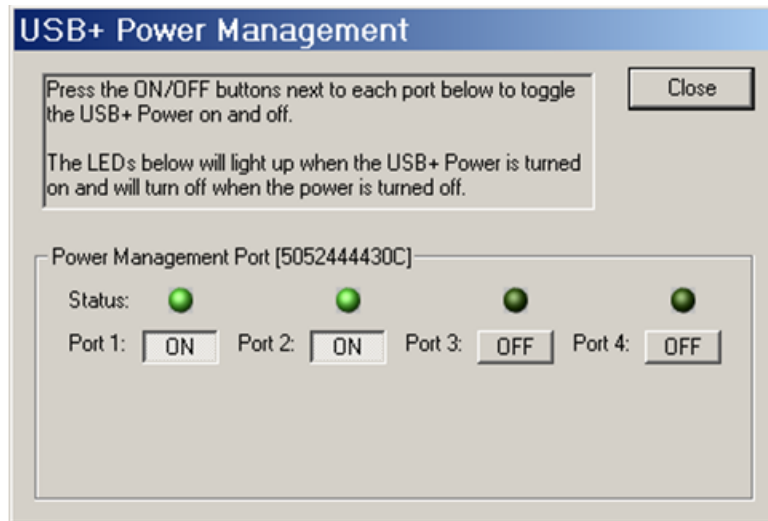 USB+ Power Management
Press the ON/OFF buttons next to each port below to toggle
the USB+ Power on and off.
Close
The LEDs below will light up when the USB+ Power is turned
on and will turn off when the power is turned off.
Power Management Port [5052444430C]
Status:
Port 1: ON Port 2: ON Port 3: OFF Port 4: OFF